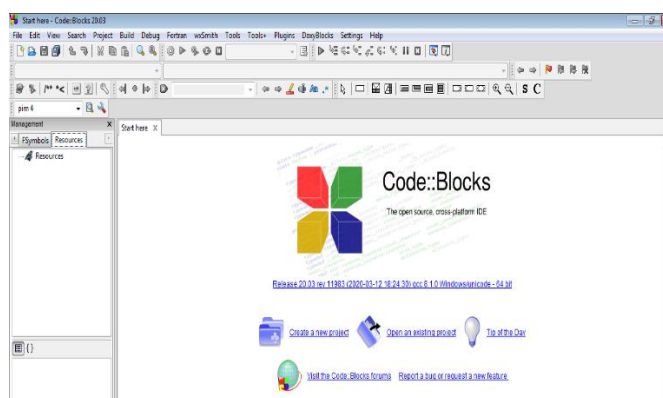 Start here - Code::Blocks 20.03
File Edit View Search Project Build Debug Fortran wxSmith Tools Tools+ Plugins DoxyBlocks Settings Help
S C
pim 4
Management X
Start here X
FSymbols Resources
Resources
Code::Blocks
The open source, cross-platform IDE
Release 20.03 rev 11983 (2020-03-12 18:24:30) gcc 8.1.0 Windows/unicode - 64 bit
Create a new project Open an existing project Tip of the Day
Visit the Code::Blocks forums Report a bug or request a new feature